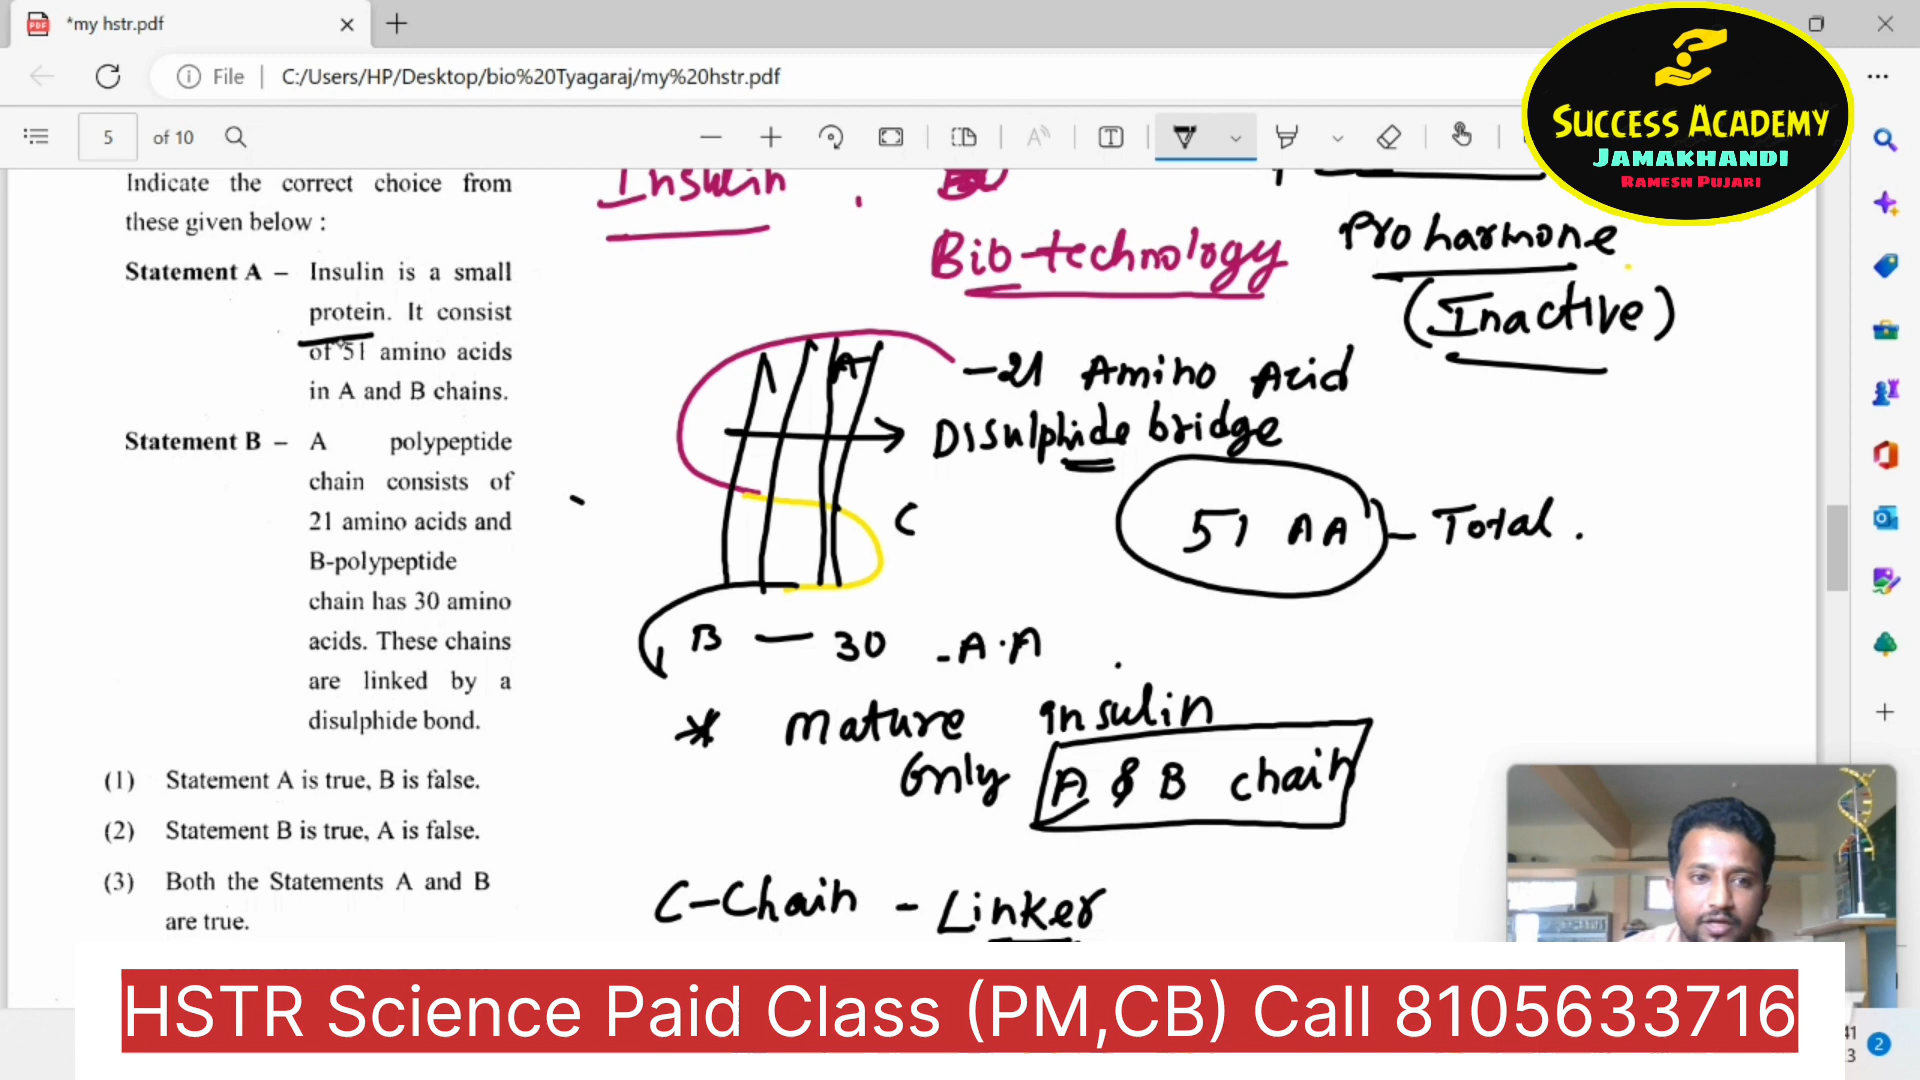 *my hstr.pdf
File
C:/Users/HP/Desktop/bio%20Tyagaraj/my%20hstr.pdf
5
of 10
SUCCESS ACADEMY
JAMAKHANDI
RAMESH PUJARI
Indicate the correct choice from
these given below :
Statement A – Insulin is a small
protein. It consist
of 51 amino acids
in A and B chains.
Statement B – A polypeptide
chain consists of
21 amino acids and
B-polypeptide
chain has 30 amino
acids. These chains
are linked by a
disulphide bond.
(1) Statement A is true, B is false.
(2) Statement B is true, A is false.
(3) Both the Statements A and B
are true.
Insulin
Bio-technology
Proharmone
(Inactive)
A
-21 Amino Acid
Disulphide bridge
C
51 AA - Total .
B — 30 - A.A
* Mature insulin
only A & B chain
C-Chain - Linker
HSTR Science Paid Class (PM,CB) Call 8105633716
41
3
2